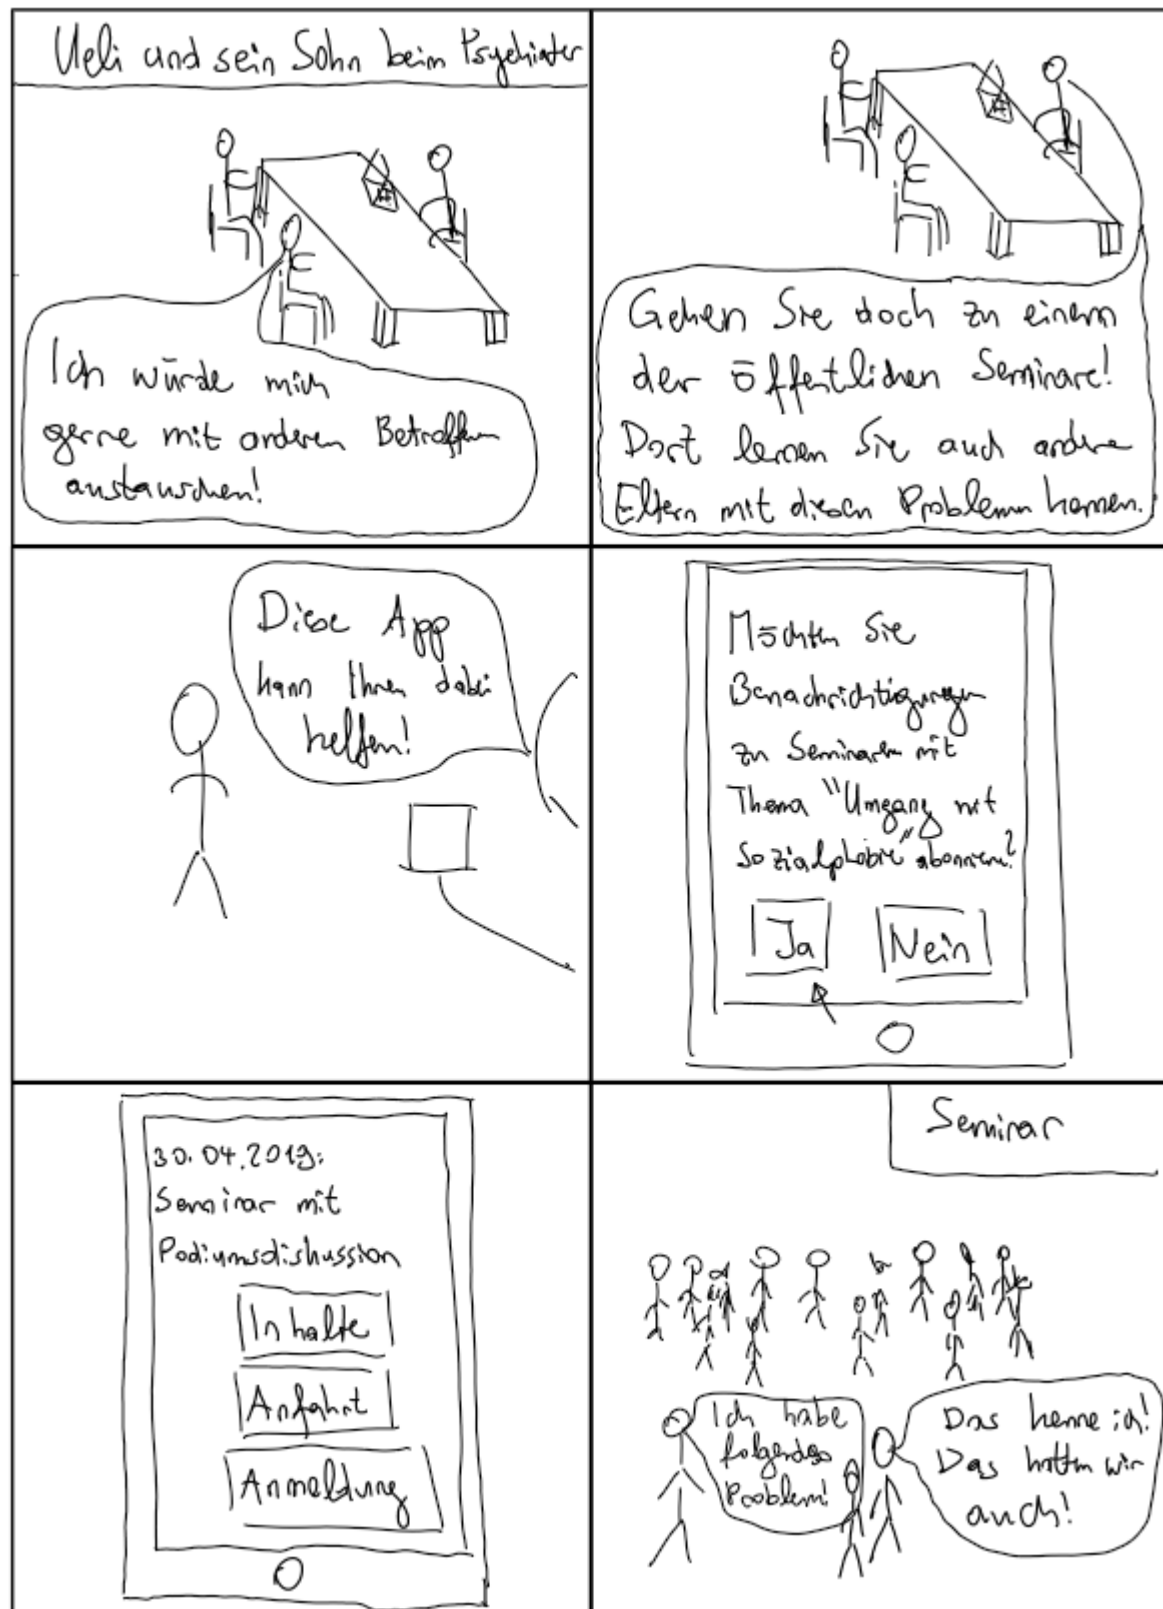 Ueli und sein Sohn beim Psychiater
Ich würde mich
gerne mit anderen Betroffenen
austauschen!
Gehen Sie doch zu einem
der öffentlichen Seminare!
Dort lernen Sie auch andere
Eltern mit diesen Problemen kennen.
Diese App
kann Ihnen dabei
helfen!
Möchten Sie
Benachrichtigungen
zu Seminaren mit
Thema "Umgang mit
Sozialphobie" abonnieren?
Ja
Nein
30.04.2019:
Seminar mit
Podiumsdiskussion
Inhalte
Anfahrt
Anmeldung
Seminar
Ich habe
folgendes
Problem!
Das kenne ich!
Das hatten wir
auch!